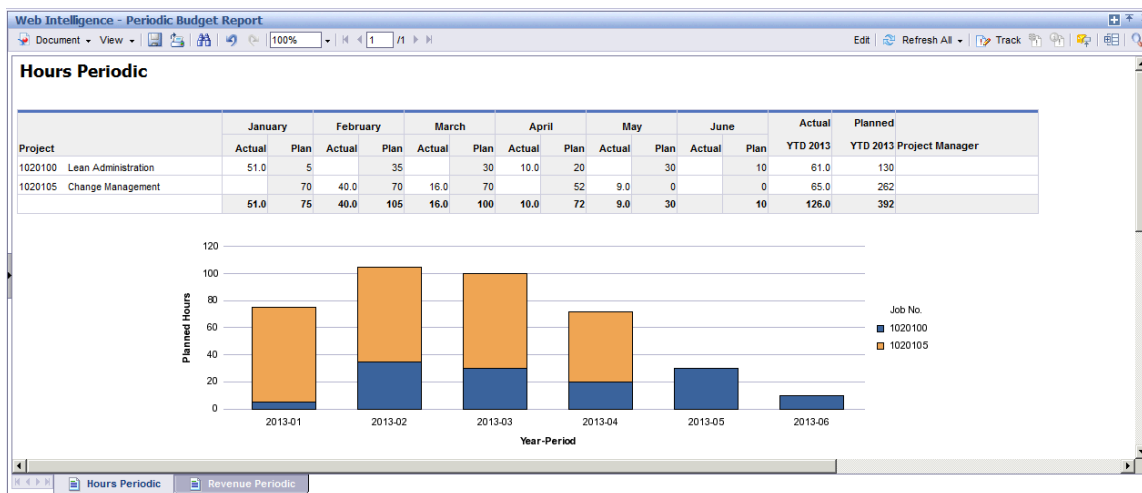 Web Intelligence - Periodic Budget Report
Document View 100% 1 /1 Edit Refresh All Track
Hours Periodic
January February March April May June Actual Planned
Project Actual Plan Actual Plan Actual Plan Actual Plan Actual Plan Actual Plan YTD 2013 YTD 2013 Project Manager
1020100 Lean Administration 51.0 5 35 30 10.0 20 30 10 61.0 130
1020105 Change Management 70 40.0 70 16.0 70 52 9.0 0 0 65.0 262
51.0 75 40.0 105 16.0 100 10.0 72 9.0 30 10 126.0 392
120
100
80
60
40
20
0
Planned Hours
2013-01 2013-02 2013-03 2013-04 2013-05 2013-06
Year-Period
Job No.
1020100
1020105
Hours Periodic Revenue Periodic